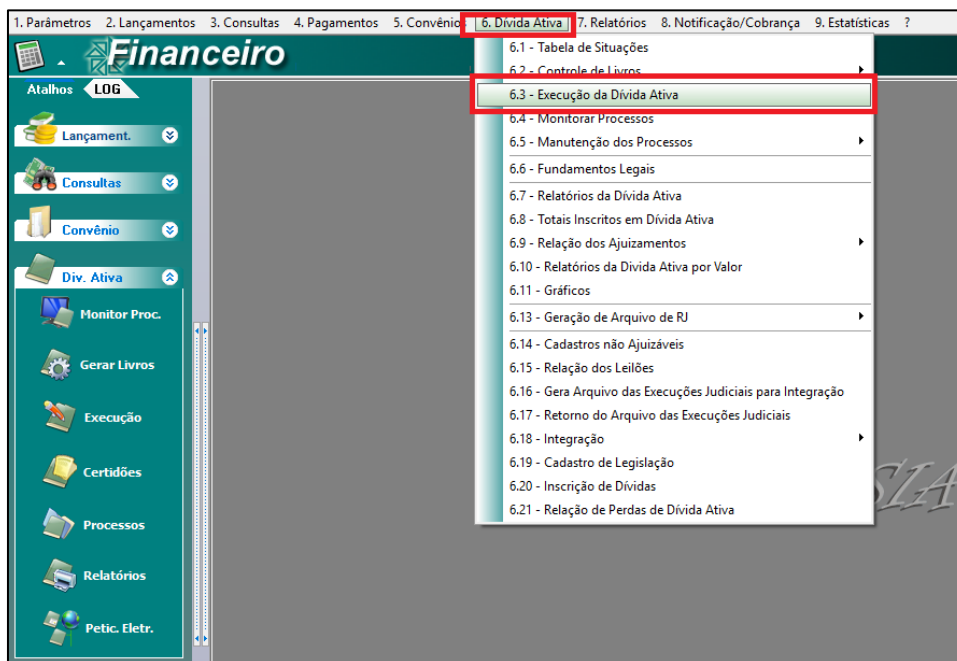 1. Parâmetros 2. Lançamentos 3. Consultas 4. Pagamentos 5. Convênios 6. Dívida Ativa 7. Relatórios 8. Notificação/Cobrança 9. Estatísticas ?
Financeiro
Atalhos LOG
Lançament.
Consultas
Convênio
Div. Ativa
Monitor Proc.
Gerar Livros
Execução
Certidões
Processos
Relatórios
Petic. Eletr.
6.1 - Tabela de Situações
6.2 - Controle de Livros
6.3 - Execução da Dívida Ativa
6.4 - Monitorar Processos
6.5 - Manutenção dos Processos
6.6 - Fundamentos Legais
6.7 - Relatórios da Dívida Ativa
6.8 - Totais Inscritos em Dívida Ativa
6.9 - Relação dos Ajuizamentos
6.10 - Relatórios da Divida Ativa por Valor
6.11 - Gráficos
6.13 - Geração de Arquivo de RJ
6.14 - Cadastros não Ajuizáveis
6.15 - Relação dos Leilões
6.16 - Gera Arquivo das Execuções Judiciais para Integração
6.17 - Retorno do Arquivo das Execuções Judiciais
6.18 - Integração
6.19 - Cadastro de Legislação
6.20 - Inscrição de Dívidas
6.21 - Relação de Perdas de Dívida Ativa
SIA